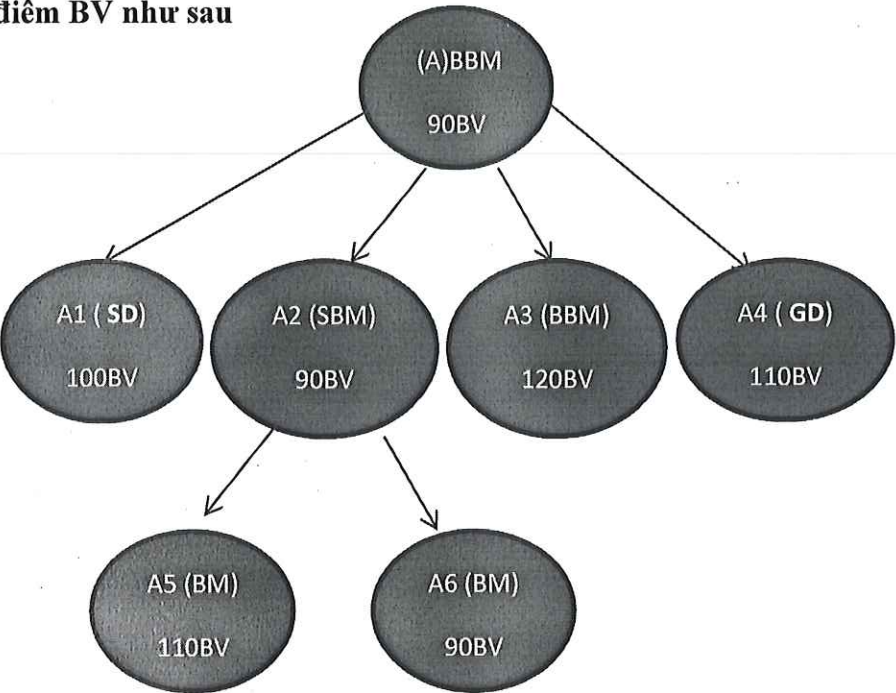 điểm BV như sau
(A)BBM
90BV
A1 ( SD)
100BV
A2 (SBM)
90BV
A3 (BBM)
120BV
A4 ( GD)
110BV
A5 (BM)
110BV
A6 (BM)
90BV